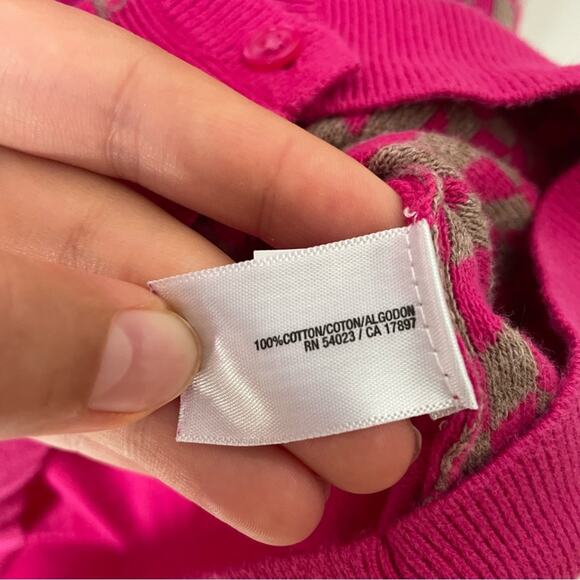 100%COTTON/COTON/ALGODON
RN 54023 / CA 17897